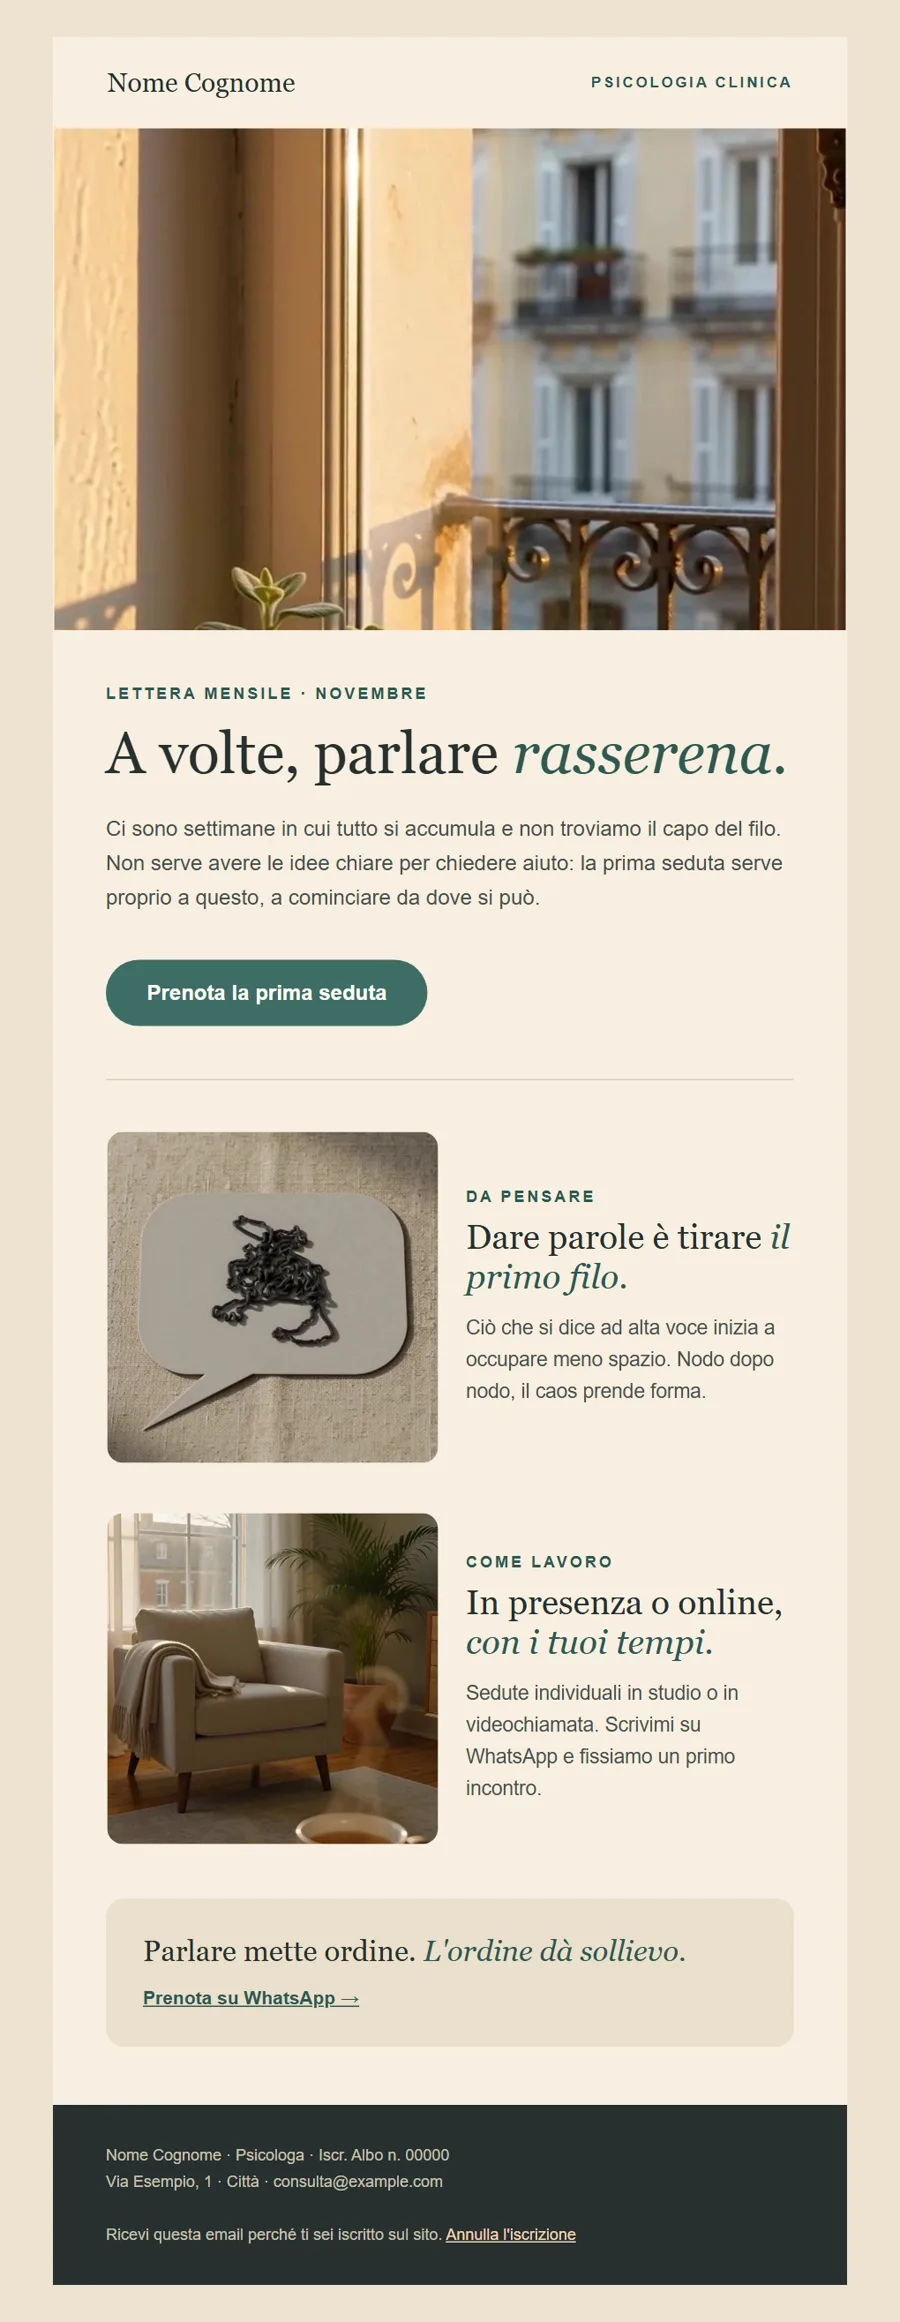 Nome Cognome
PSICOLOGIA CLINICA
LETTERA MENSILE · NOVEMBRE
A volte, parlare rasserena.
Ci sono settimane in cui tutto si accumula e non troviamo il capo del filo.
Non serve avere le idee chiare per chiedere aiuto: la prima seduta serve
proprio a questo, a cominciare da dove si può.
Prenota la prima seduta
DA PENSARE
Dare parole è tirare il
primo filo.
Ciò che si dice ad alta voce inizia a
occupare meno spazio. Nodo dopo
nodo, il caos prende forma.
COME LAVORO
In presenza o online,
con i tuoi tempi.
Sedute individuali in studio o in
videochiamata. Scrivimi su
WhatsApp e fissiamo un primo
incontro.
Parlare mette ordine. L'ordine dà sollievo.
Prenota su WhatsApp →
Nome Cognome · Psicologa · Iscr. Albo n. 00000
Via Esempio, 1 · Città · consulta@example.com
Ricevi questa email perché ti sei iscritto sul sito. Annulla l'iscrizione